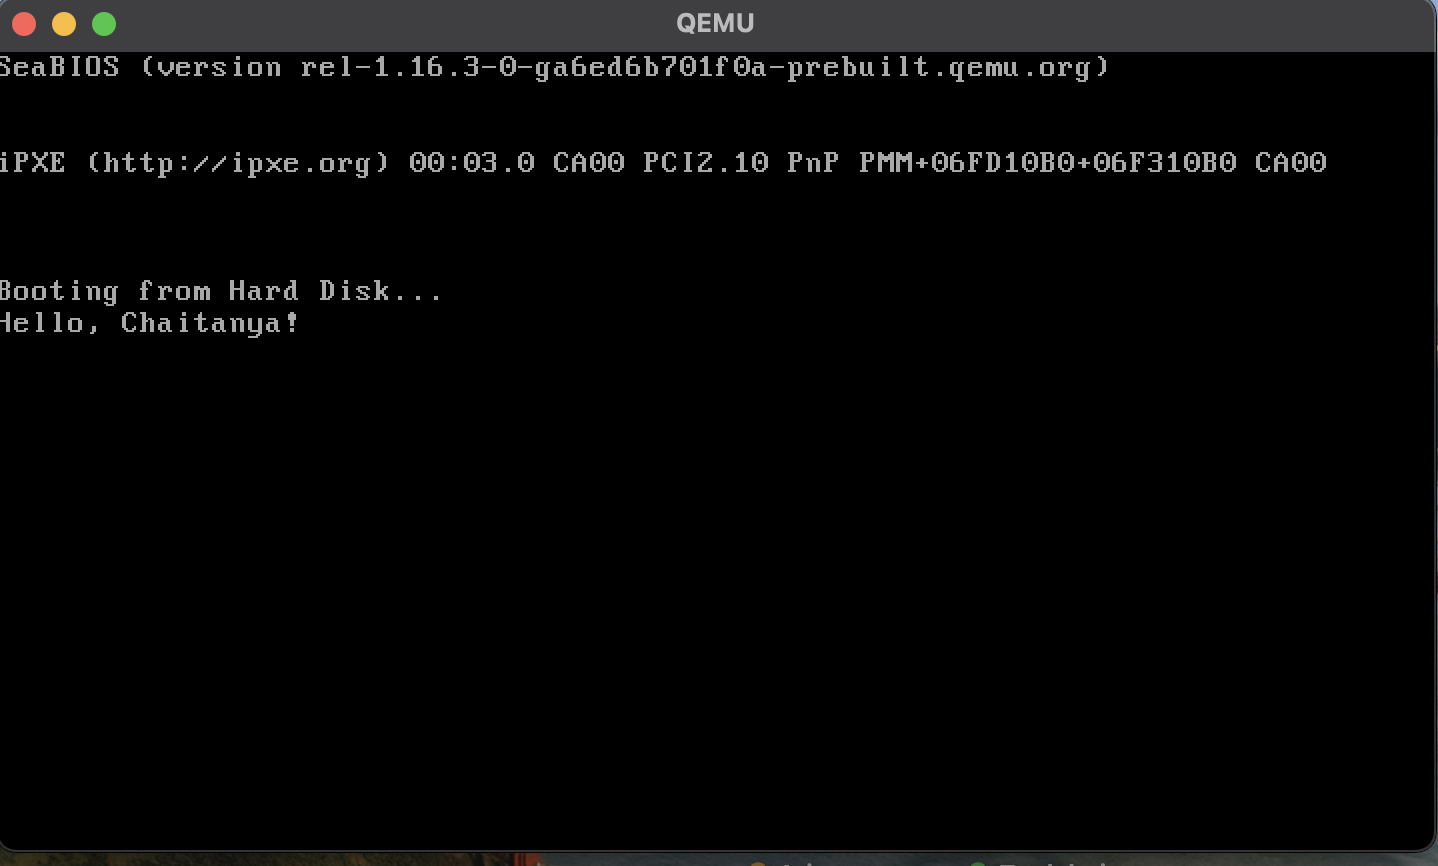 QEMU
SeaBIOS (version rel-1.16.3-0-ga6ed6b701f0a-prebuilt.qemu.org)
iPXE (http://ipxe.org) 00:03.0 CA00 PCI2.10 PnP PMM+06FD10B0+06F310B0 CA00
Booting from Hard Disk...
Hello, Chaitanya!